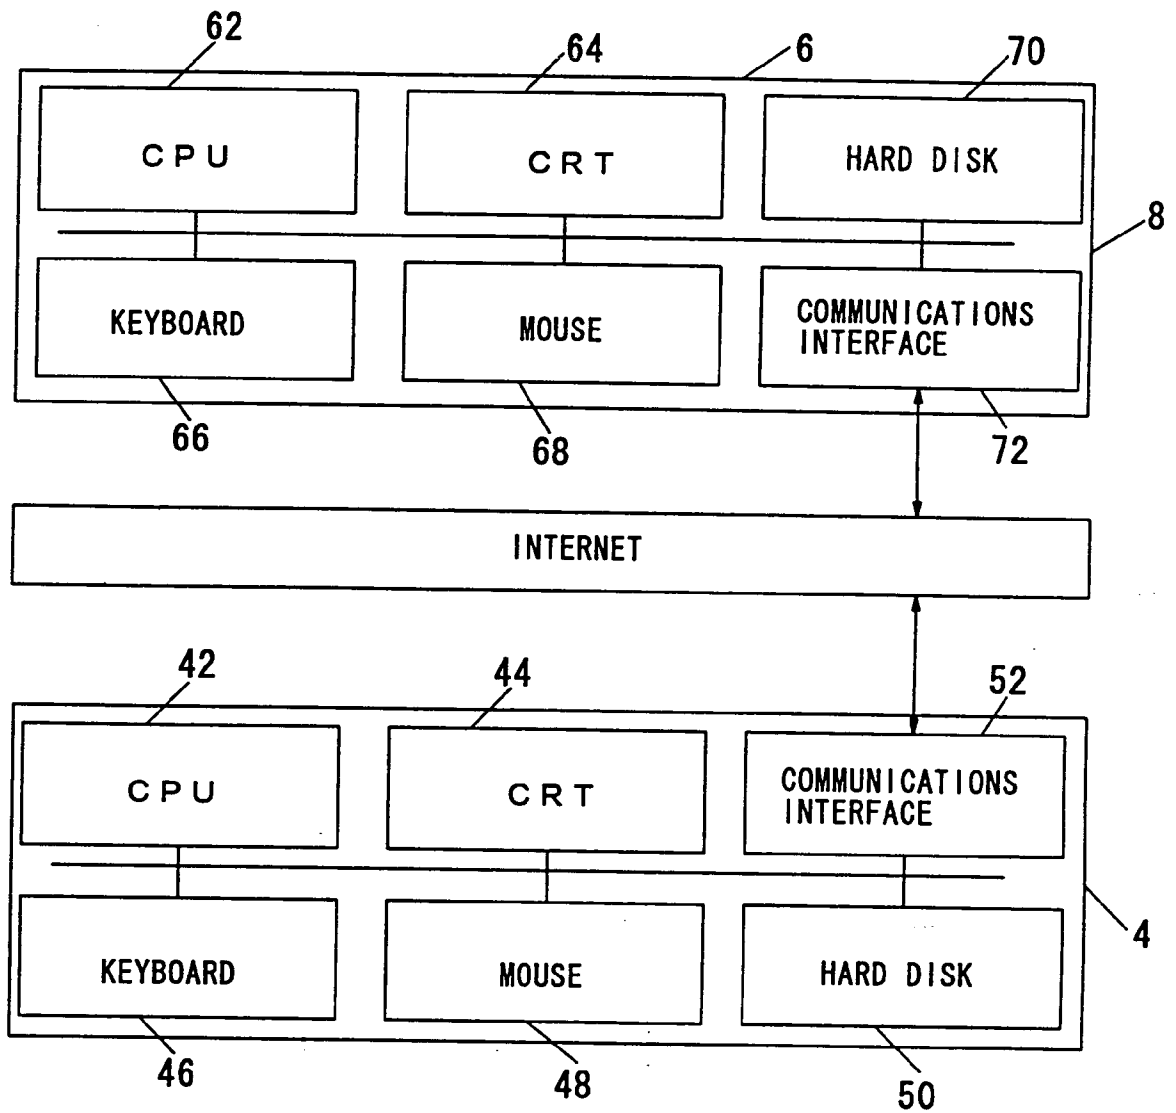 62
64
6
70
CPU
CRT
HARD DISK
8
KEYBOARD
MOUSE
COMMUNICATIONS
INTERFACE
66
68
72
INTERNET
42
44
52
CPU
CRT
COMMUNICATIONS
INTERFACE
4
KEYBOARD
MOUSE
HARD DISK
46
48
50